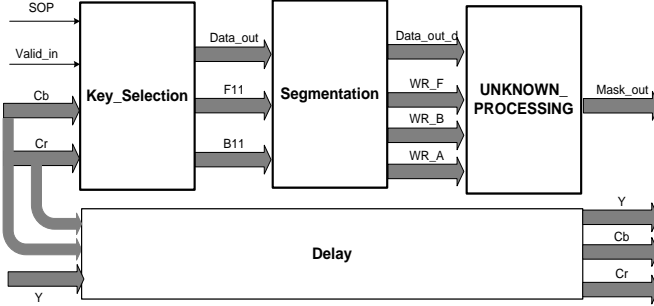 SOP
Valid_in
Cb
Cr
Key_Selection
Data_out
F11
B11
Segmentation
Data_out_d
WR_F
WR_B
WR_A
UNKNOWN_
PROCESSING
Mask_out
Y
Delay
Y
Cb
Cr